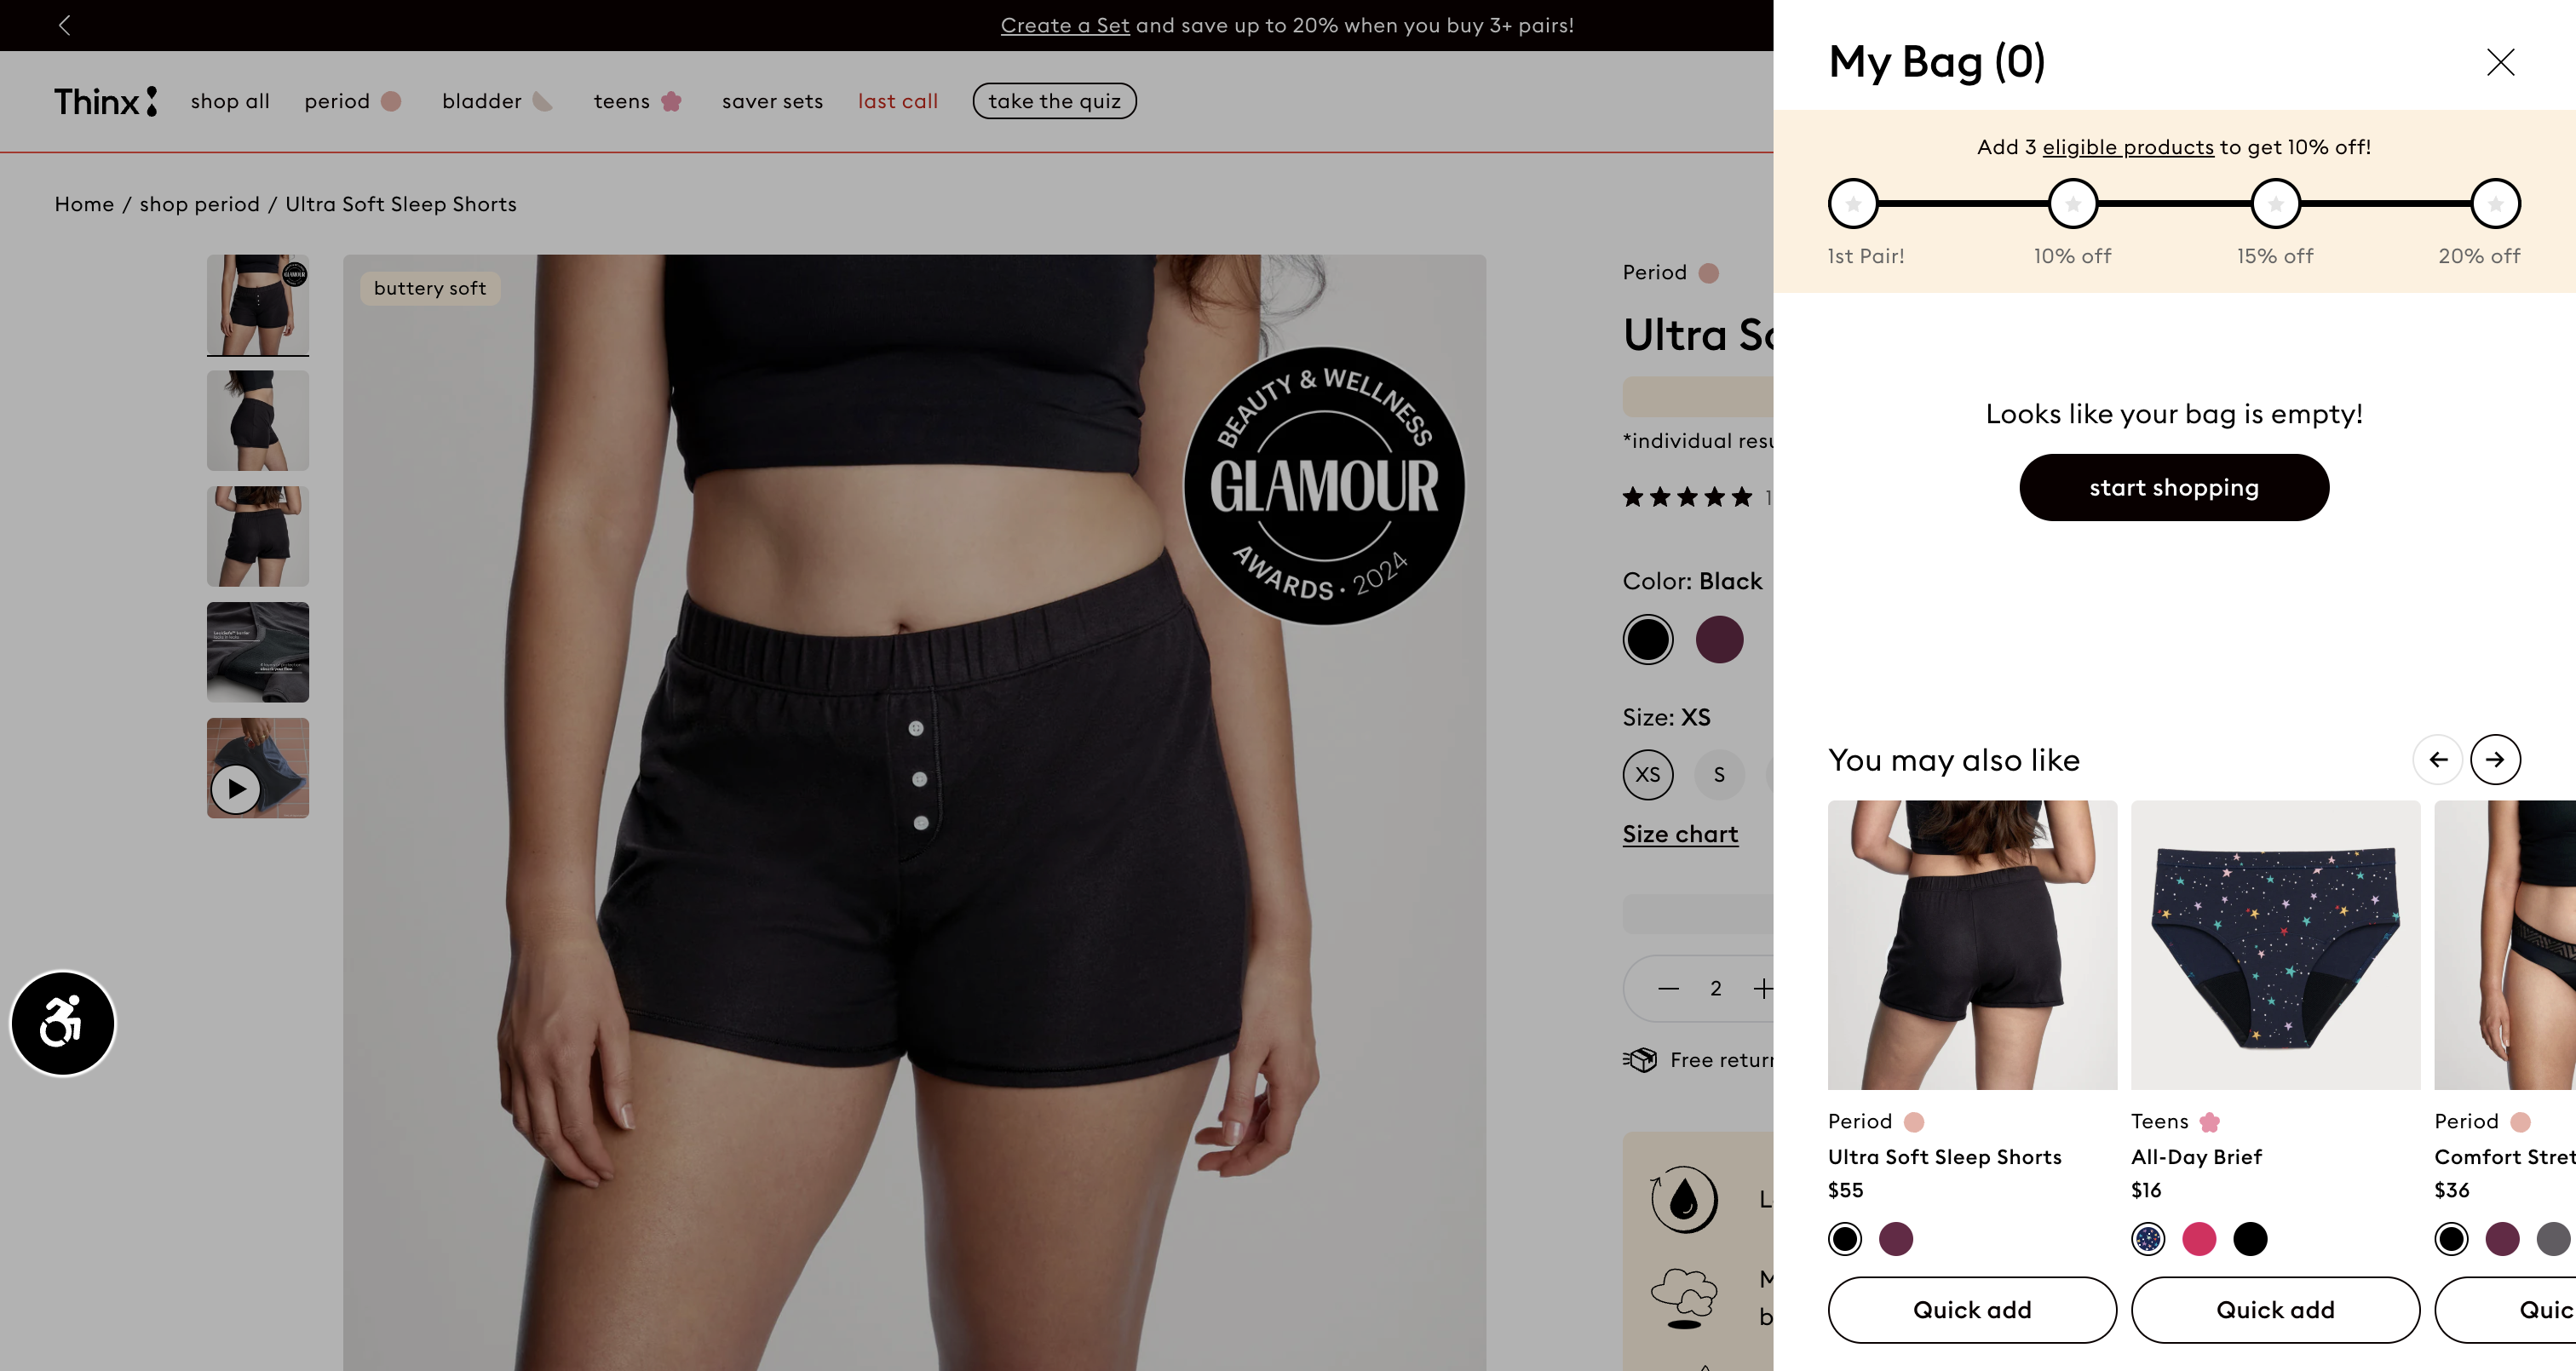 Create a Set and save up to 20% when you buy 3+ pairs!
Thinx
shop all
period
bladder
teens
saver sets
last call
take the quiz
Home / shop period / Ultra Soft Sleep Shorts
GLAMOUR
buttery soft
BEAUTY & WELLNESS
GLAMOUR
AWARDS · 2024
Period
Ultra So
*individual resu
1
Color: Black
Size: XS
XS
S
Size chart
2
Free return
L
M
b
My Bag (0)
Add 3 eligible products to get 10% off!
1st Pair!
10% off
15% off
20% off
Looks like your bag is empty!
start shopping
You may also like
Period
Ultra Soft Sleep Shorts
$55
Quick add
Teens
All-Day Brief
$16
Quick add
Period
Comfort Stret
$36
Quic